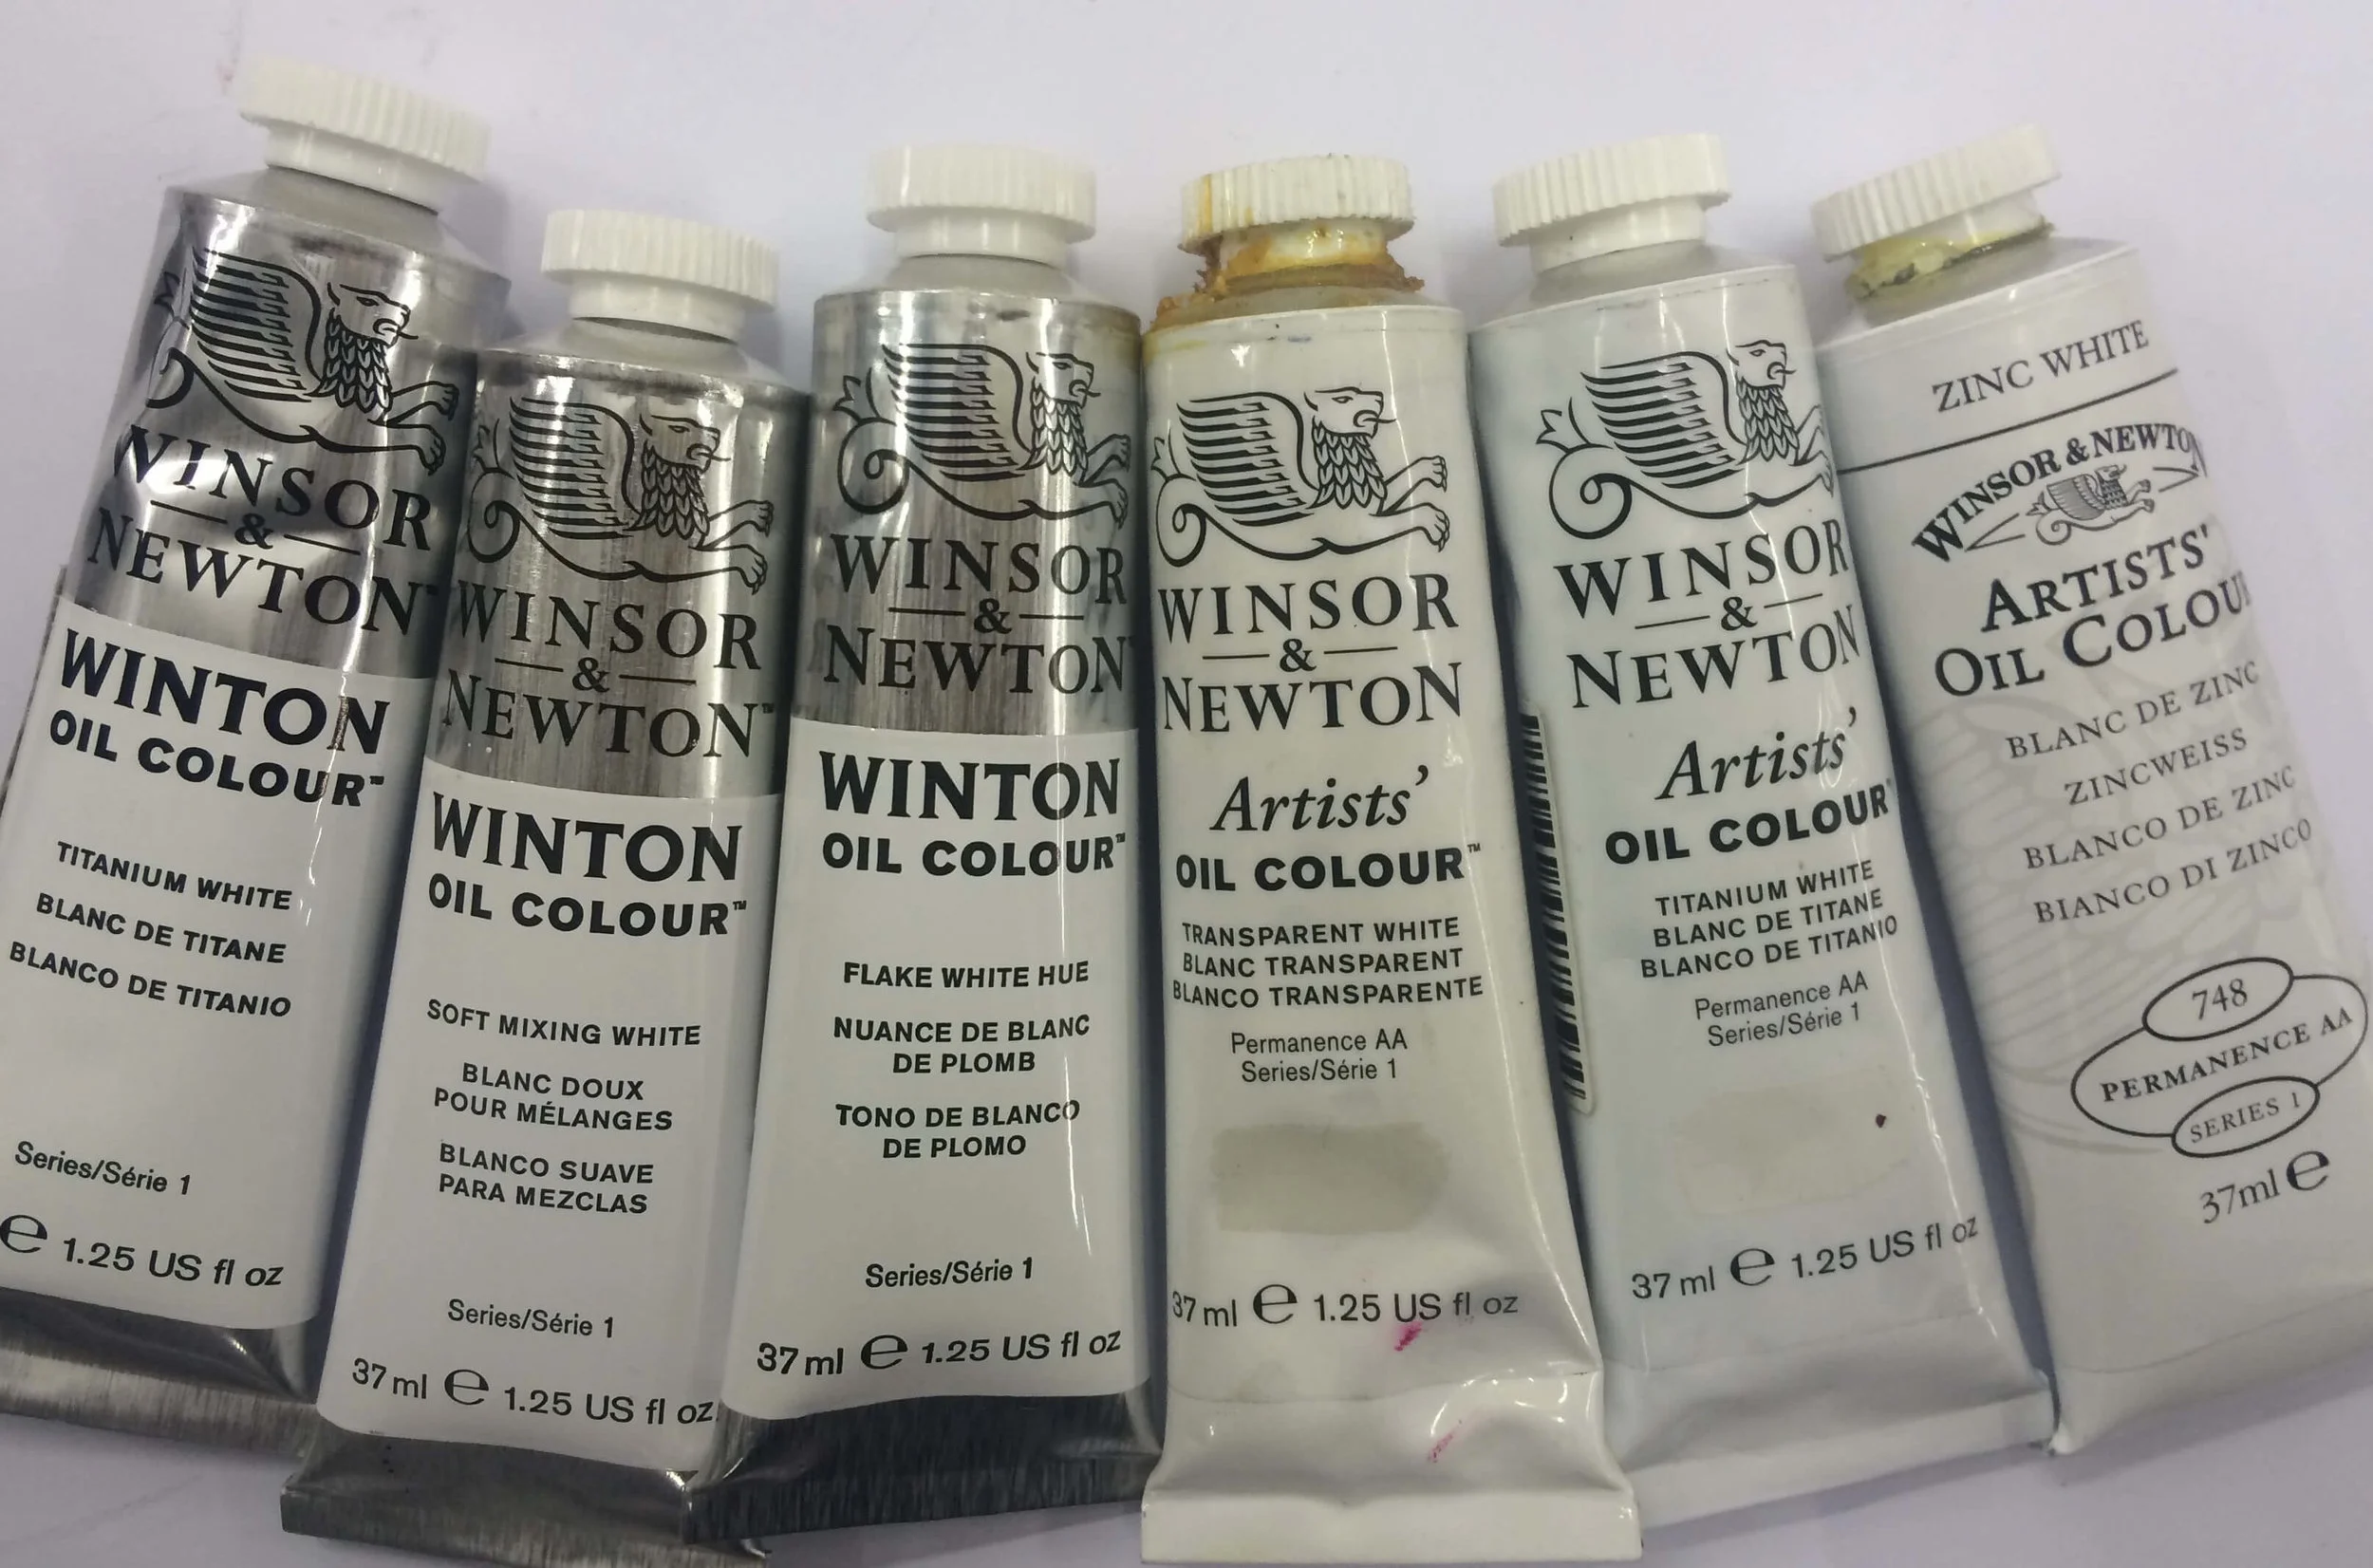 WINSOR
&
NEWTON
WINTON
OIL COLOUR™
TITANIUM WHITE
BLANC DE TITANE
BLANCO DE TITANIO
Series/Série 1
e 1.25 US fl oz
WINSOR
&
NEWTON™
WINTON
OIL COLOUR™
SOFT MIXING WHITE
BLANC DOUX
POUR MÉLANGES
BLANCO SUAVE
PARA MEZCLAS
Series/Série 1
37 ml e 1.25 US fl oz
WINSOR
&
NEWTON
WINTON
OIL COLOUR™
FLAKE WHITE HUE
NUANCE DE BLANC
DE PLOMB
TONO DE BLANCO
DE PLOMO
Series/Série 1
37 ml e 1.25 US fl oz
WINSOR
&
NEWTON
Artists'
OIL COLOUR™
TRANSPARENT WHITE
BLANC TRANSPARENT
BLANCO TRANSPARENTE
Permanence AA
Series/Série 1
37 ml e 1.25 US fl oz
WINSOR
&
NEWTON
Artists'
OIL COLOUR
TITANIUM WHITE
BLANC DE TITANE
BLANCO DE TITANIO
Permanence AA
Series/Série 1
37 ml e 1.25 US fl oz
ZINC WHITE
WINSOR & NEWTON
ARTISTS'
OIL COLOUR
BLANC DE ZINC
ZINCWEISS
BLANCO DE ZINC
BIANCO DI ZINCO
748
PERMANENCE AA
SERIES 1
37ml e